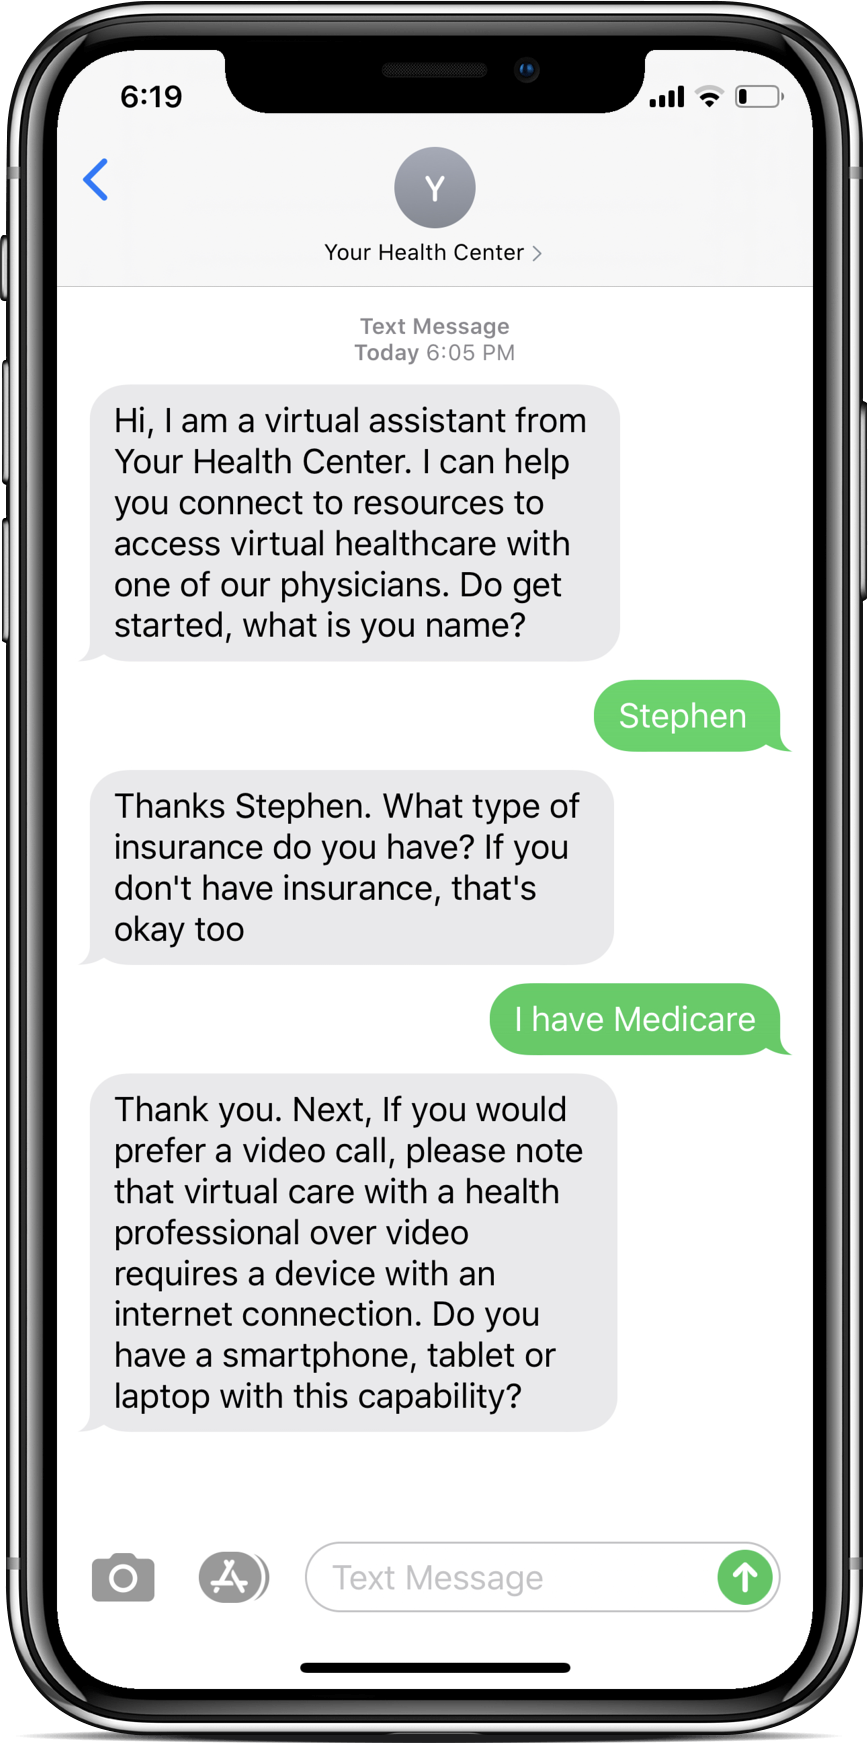 6:19
Y
Your Health Center
Text Message
Today 6:05 PM
Hi, I am a virtual assistant from
Your Health Center. I can help
you connect to resources to
access virtual healthcare with
one of our physicians. Do get
started, what is you name?
Stephen
Thanks Stephen. What type of
insurance do you have? If you
don't have insurance, that's
okay too
I have Medicare
Thank you. Next, If you would
prefer a video call, please note
that virtual care with a health
professional over video
requires a device with an
internet connection. Do you
have a smartphone, tablet or
laptop with this capability?
Text Message